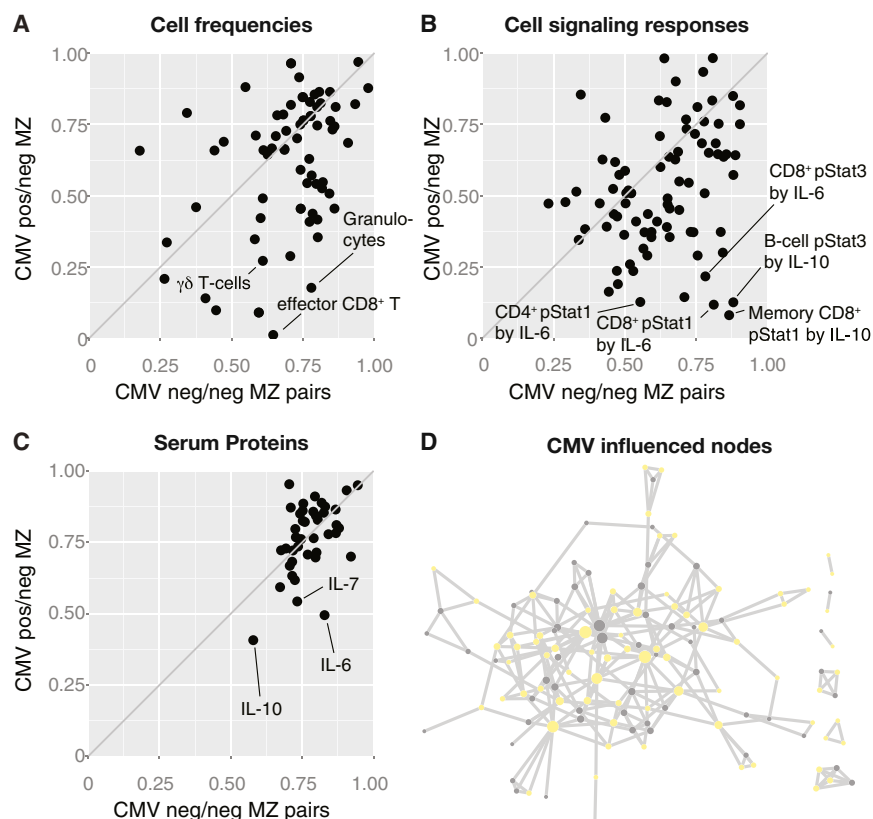 A Cell frequencies
CMV pos/neg MZ
1.00
0.75
0.50
0.25
0
Granulo-
cytes
γδ T-cells
effector CD8+ T
0 0.25 0.50 0.75 1.00
CMV neg/neg MZ pairs
B Cell signaling responses
CMV pos/neg MZ
1.00
0.75
0.50
0.25
0
CD8+ pStat3
by IL-6
B-cell pStat3
by IL-10
CD4+ pStat1
by IL-6
CD8+ pStat1
by IL-6
Memory CD8+
pStat1 by IL-10
0 0.25 0.50 0.75 1.00
CMV neg/neg MZ pairs
C Serum Proteins
CMV pos/neg MZ
1.00
0.75
0.50
0.25
0
IL-7
IL-6
IL-10
0 0.25 0.50 0.75 1.00
CMV neg/neg MZ pairs
D CMV influenced nodes